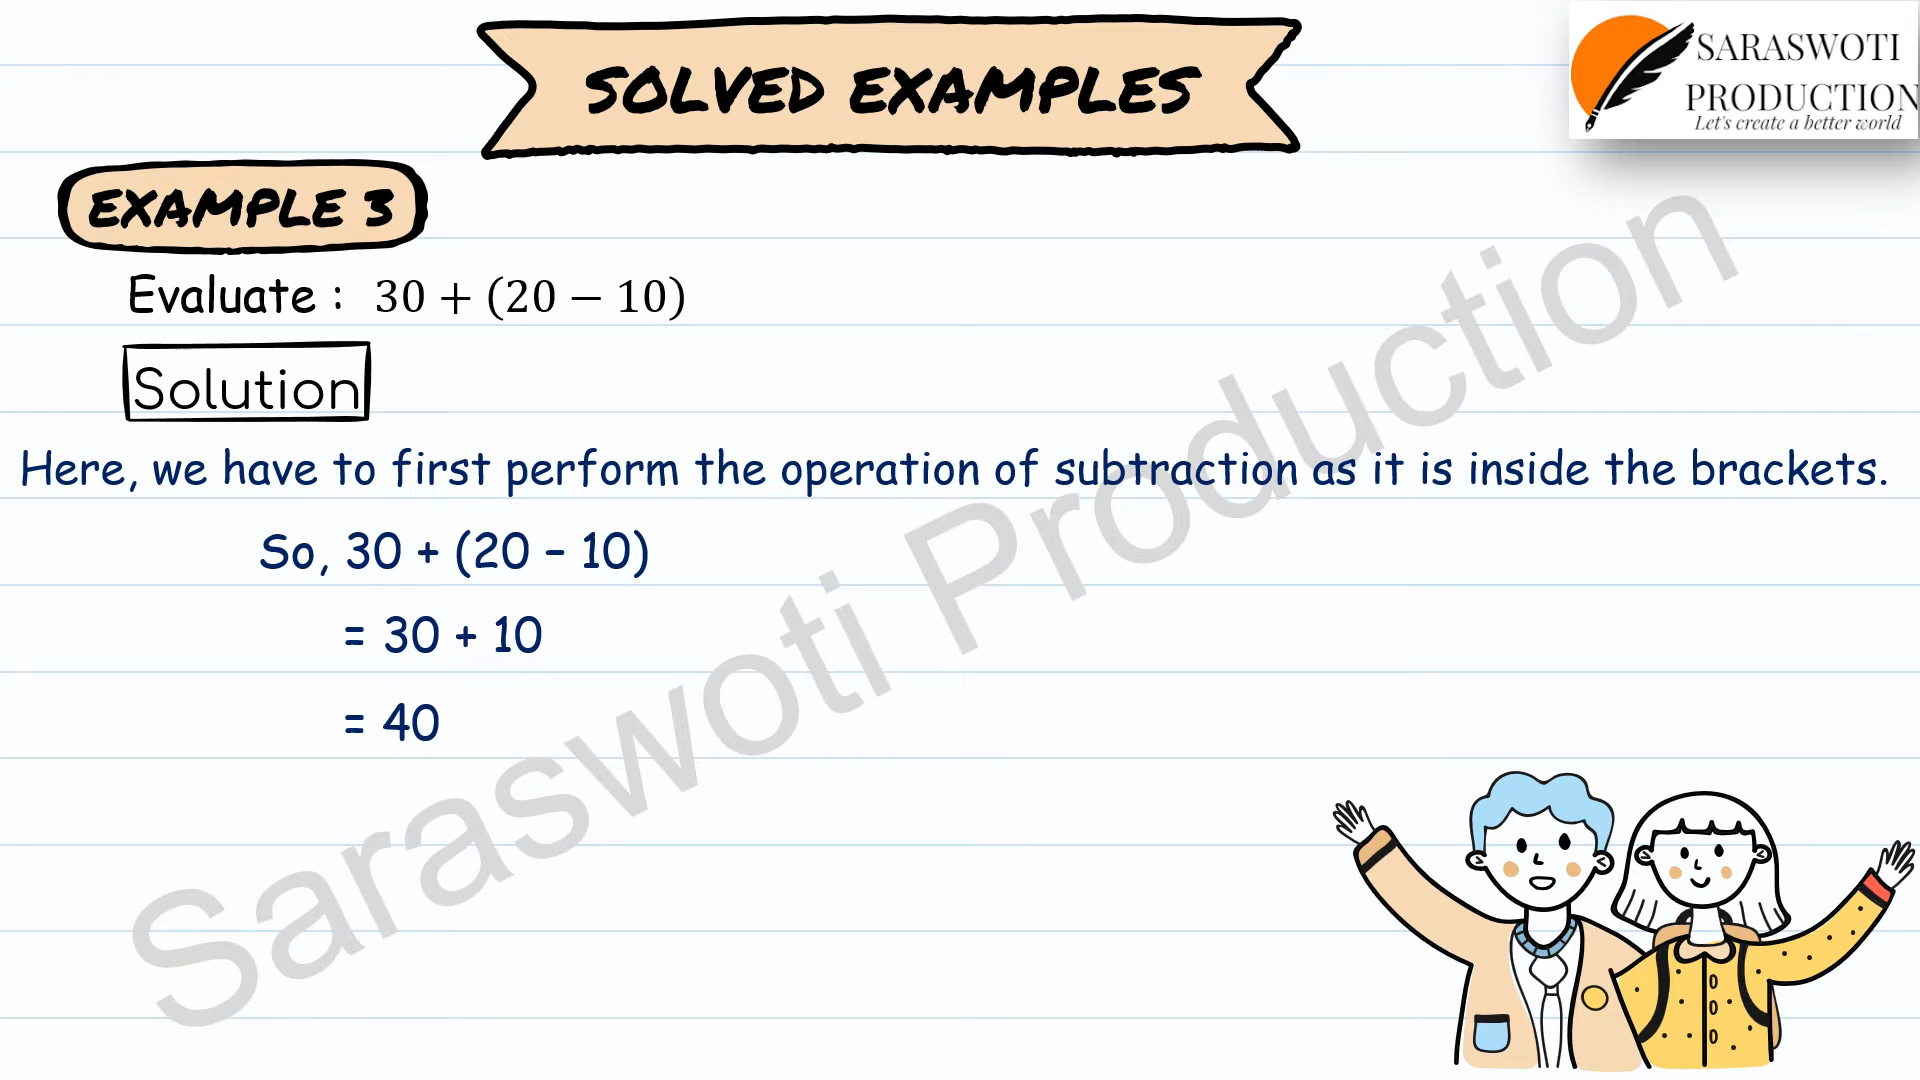 SOLVED EXAMPLES
SARASWOTI
PRODUCTION
Let's create a better world
EXAMPLE 3
Evaluate : 30 + (20 − 10)
Solution
Here, we have to first perform the operation of subtraction as it is inside the brackets.
So, 30 + (20 – 10)
= 30 + 10
= 40
Saraswoti Production